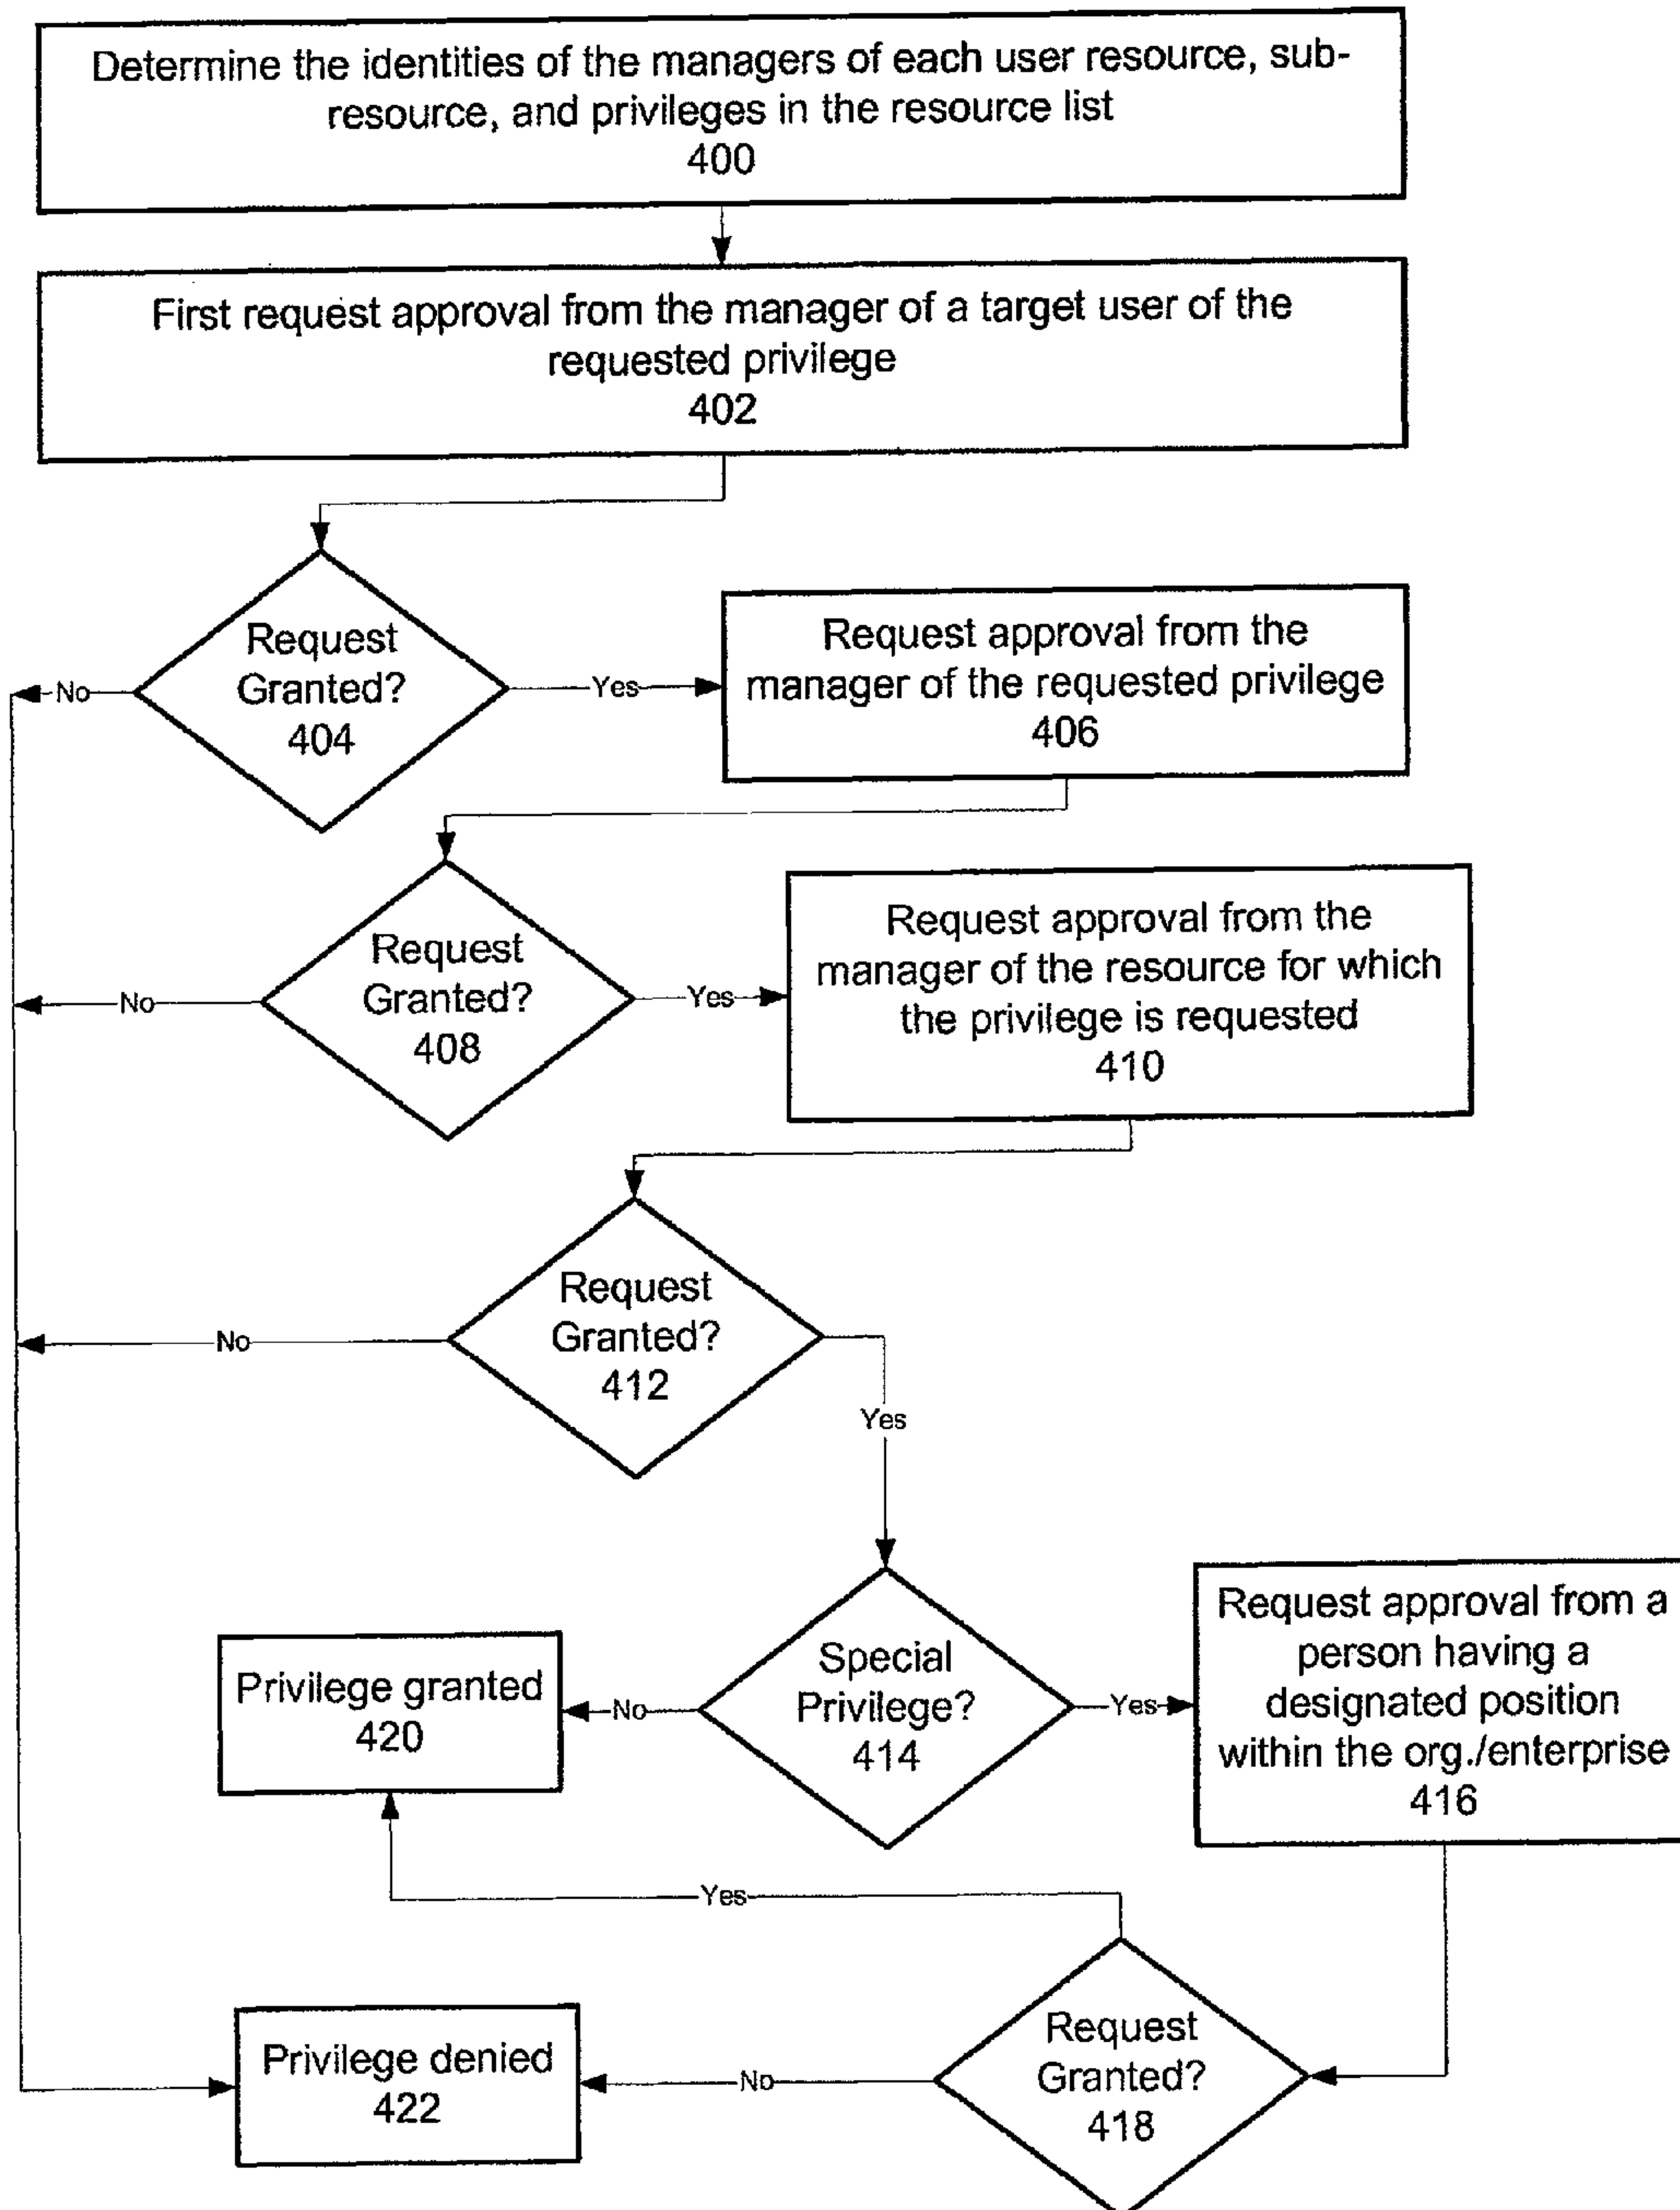 Determine the identities of the managers of each user resource, sub-
resource, and privileges in the resource list
400
First request approval from the manager of a target user of the
requested privilege
402
Request
Granted?
404
No
Yes
Request approval from the
manager of the requested privilege
406
Request
Granted?
408
No
Yes
Request approval from the
manager of the resource for which
the privilege is requested
410
Request
Granted?
412
No
Yes
Special
Privilege?
414
No
Yes
Privilege granted
420
Request approval from a
person having a
designated position
within the org./enterprise
416
Yes
Request
Granted?
418
No
Privilege denied
422